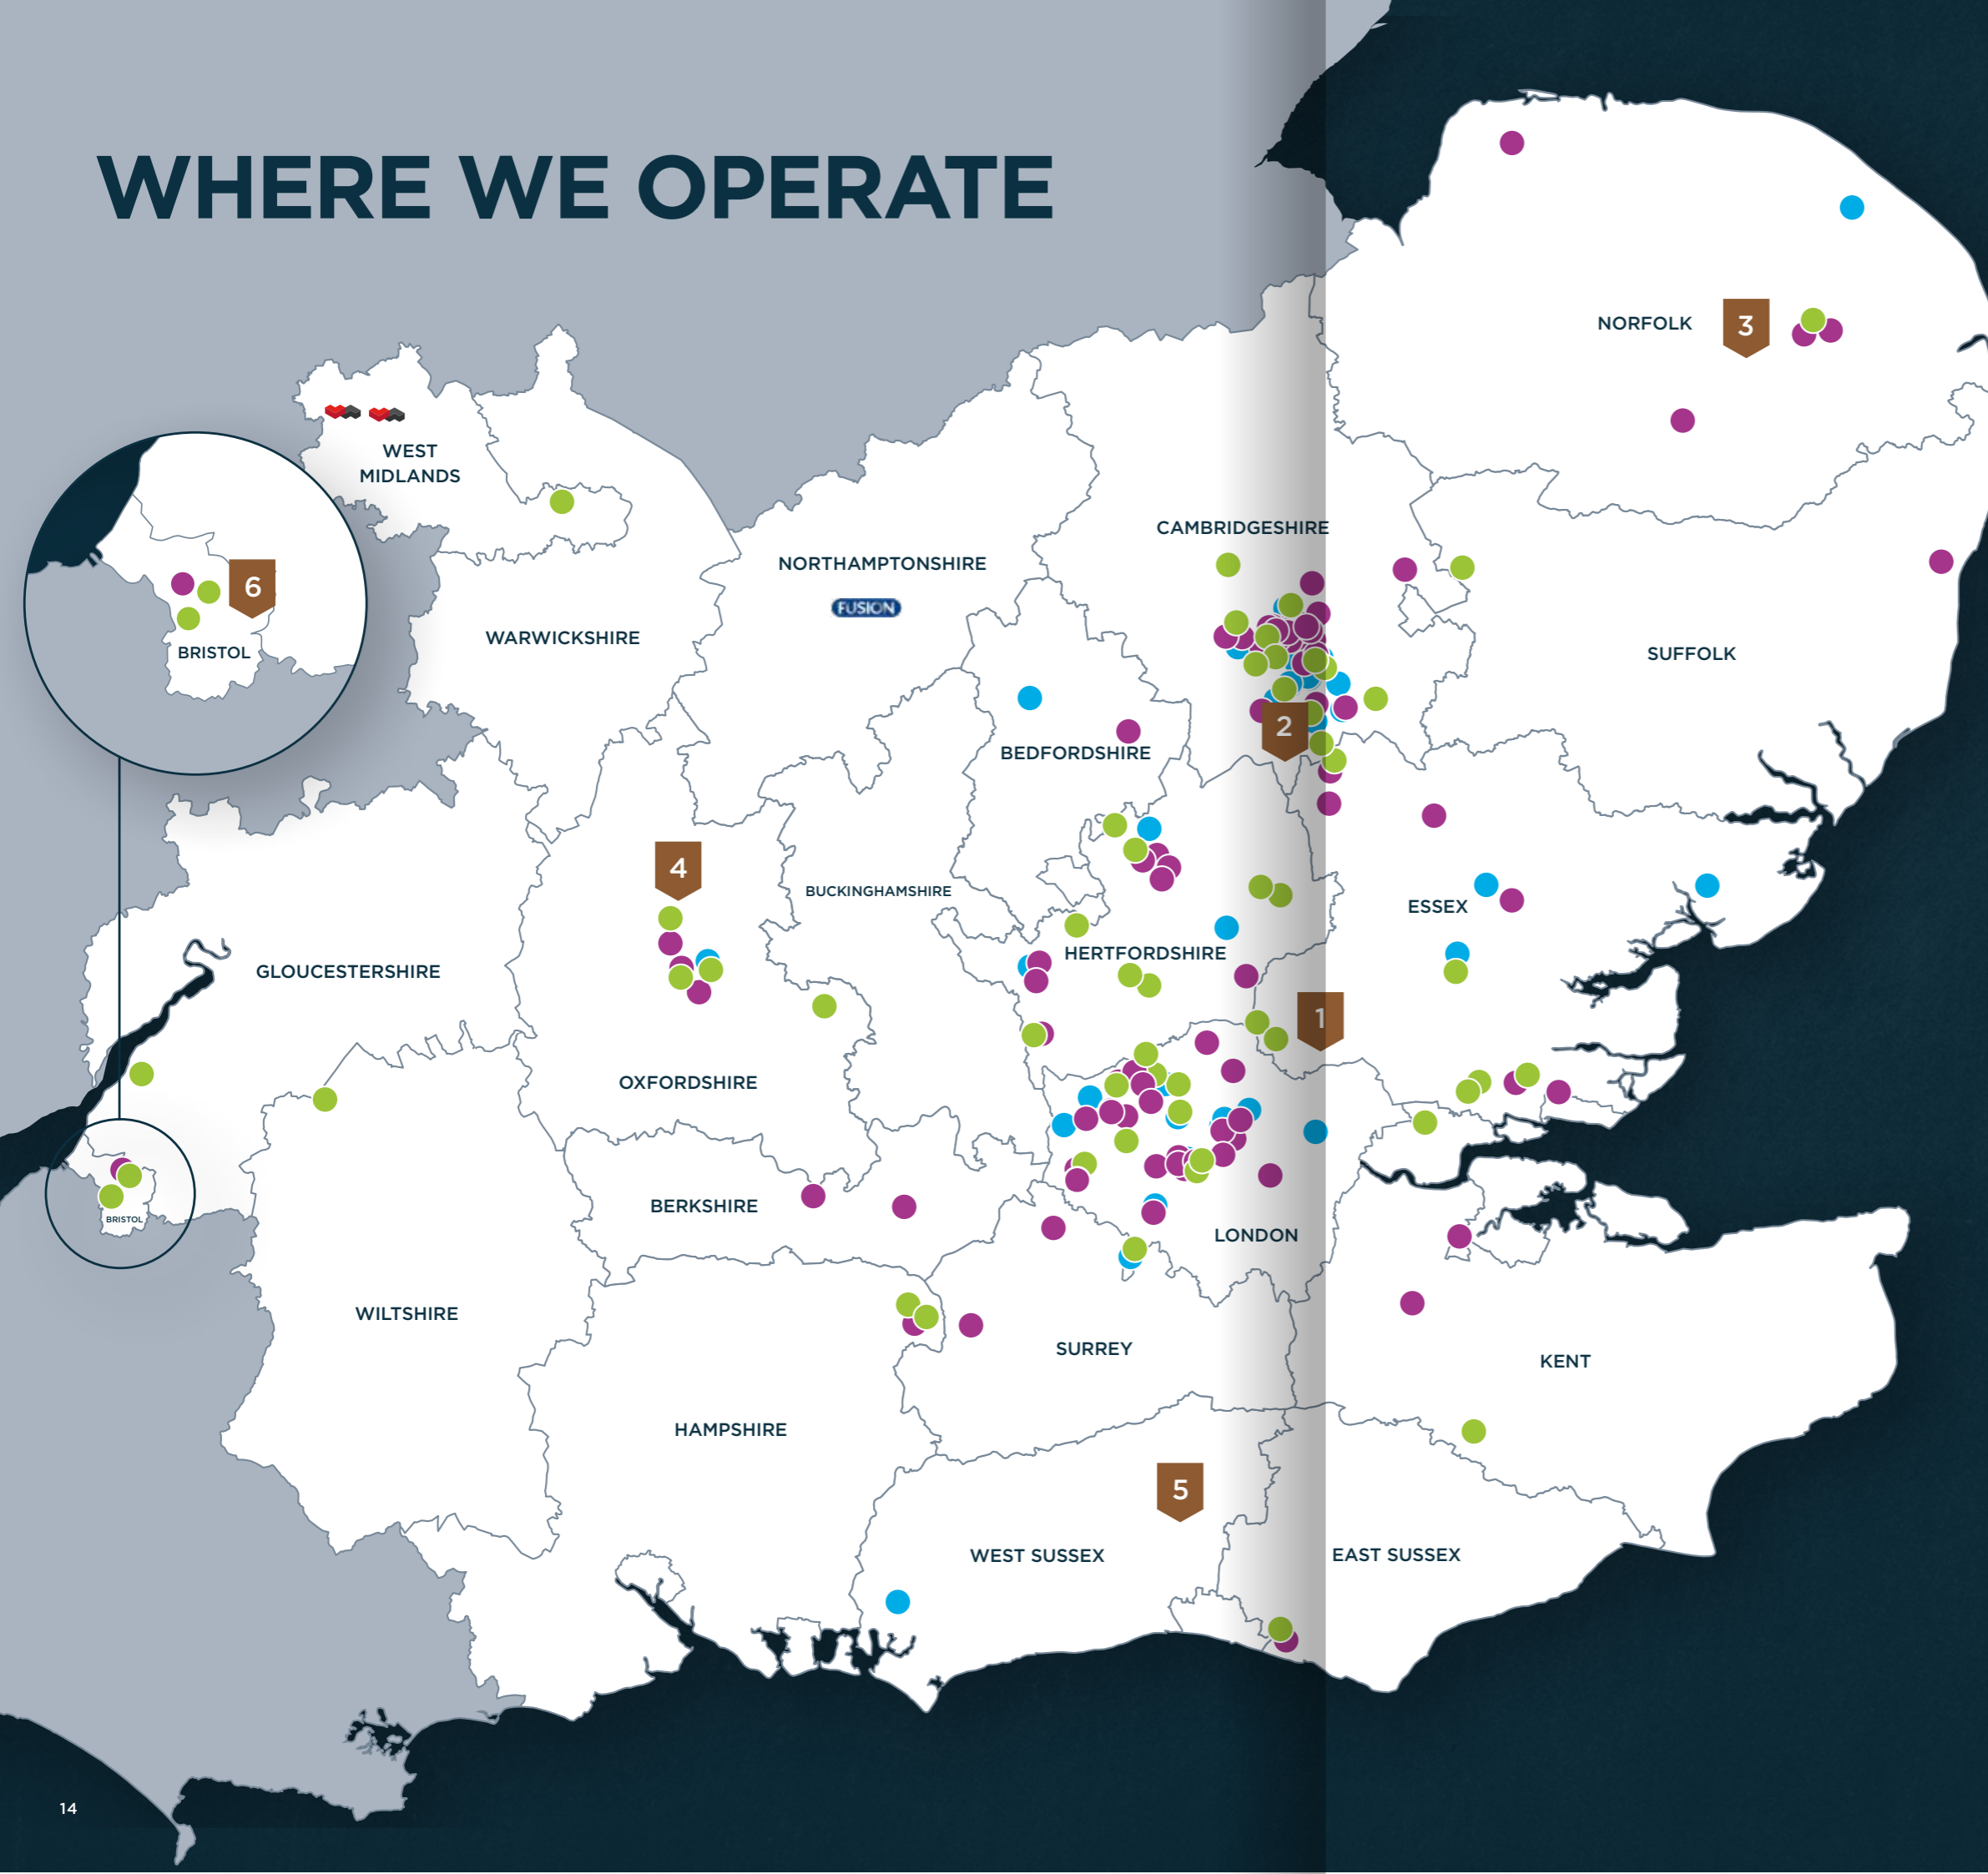 WHERE WE OPERATE
NORFOLK
3
WEST
MIDLANDS
CAMBRIDGESHIRE
NORTHAMPTONSHIRE
FUSION
6
WARWICKSHIRE
BRISTOL
SUFFOLK
2
BEDFORDSHIRE
4
BUCKINGHAMSHIRE
ESSEX
HERTFORDSHIRE
GLOUCESTERSHIRE
1
OXFORDSHIRE
BERKSHIRE
BRISTOL
LONDON
WILTSHIRE
SURREY
KENT
HAMPSHIRE
5
WEST SUSSEX
EAST SUSSEX
14